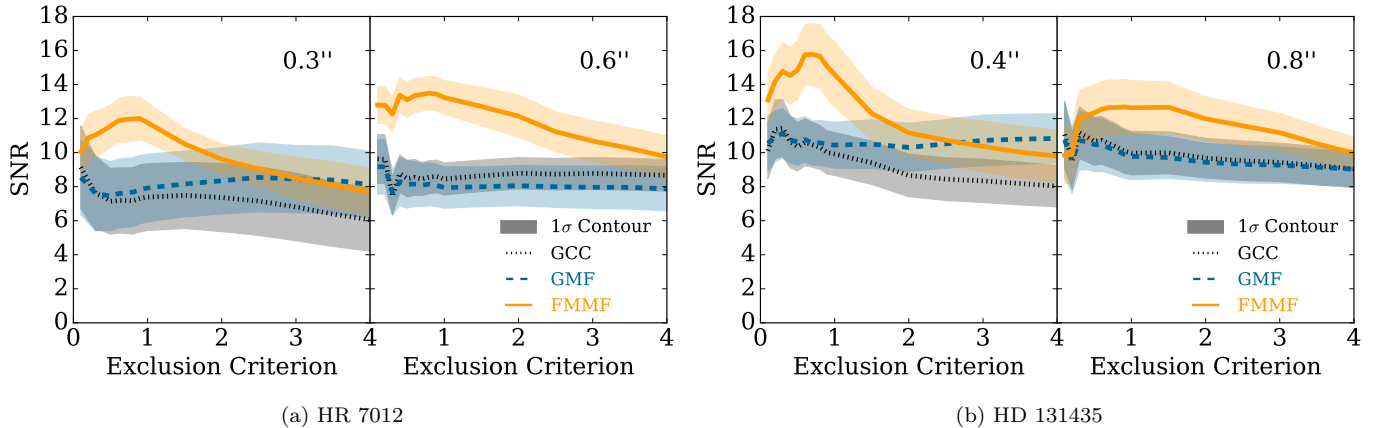 18
16
14
12
10
8
6
4
2
0
SNR
0.3''
0.6''
1σ Contour
GCC
GMF
FMMF
0 1 2 3 4 1 2 3 4
Exclusion Criterion Exclusion Criterion
(a) HR 7012
18
16
14
12
10
8
6
4
2
0
SNR
0.4''
0.8''
1σ Contour
GCC
GMF
FMMF
0 1 2 3 4 1 2 3 4
Exclusion Criterion Exclusion Criterion
(b) HD 131435